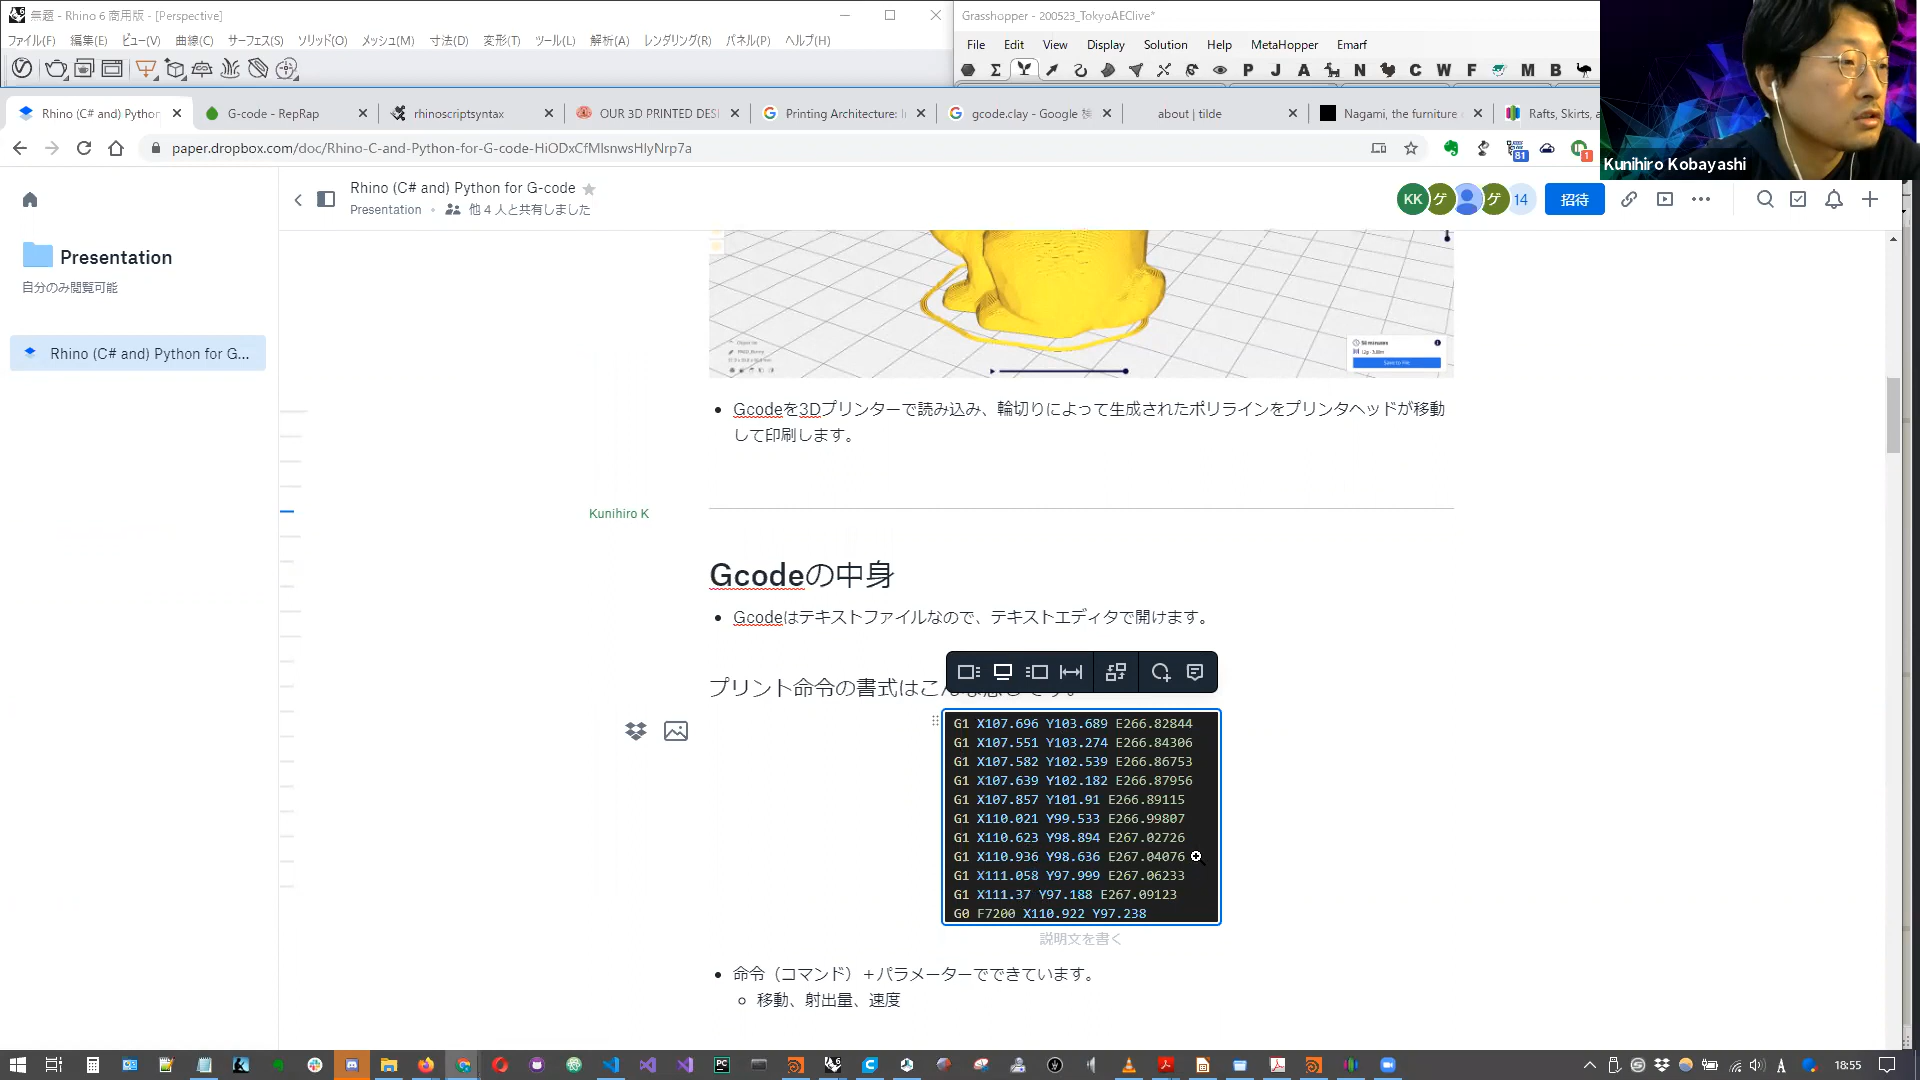 無題 - Rhino 6 商用版 - [Perspective]
ファイル(F) 編集(E) ビュー(V) 曲線(C) サーフェス(S) ソリッド(O) メッシュ(M) 寸法(D) 変形(T) ツール(L) 解析(A) レンダリング(R) パネル(P) ヘルプ(H)
Grasshopper - 200523_TokyoAEClive*
File Edit View Display Solution Help MetaHopper Emarf
P J A N C W F M B
Rhino (C# and) Python
G-code - RepRap
rhinoscriptsyntax
OUR 3D PRINTED DES
Printing Architecture: I
gcode.clay - Google
about | tilde
Nagami, the furniture
Rafts, Skirts, a
paper.dropbox.com/doc/Rhino-C-and-Python-for-G-code-HiODxCfMIsnwsHIyNrp7a
81
1
Kunihiro Kobayashi
Rhino (C# and) Python for G-code
Presentation • 他 4 人と共有しました
KK ゲ ゲ 14 招待
Presentation
自分のみ閲覧可能
Rhino (C# and) Python for G...
50 minutes
Save to File
Gcodeを3Dプリンターで読み込み、輪切りによって生成されたポリラインをプリンタヘッドが移動
して印刷します。
Kunihiro K
Gcodeの中身
Gcodeはテキストファイルなので、テキストエディタで開けます。
プリント命令の書式はこん
G1 X107.696 Y103.689 E266.82844
G1 X107.551 Y103.274 E266.84306
G1 X107.582 Y102.539 E266.86753
G1 X107.639 Y102.182 E266.87956
G1 X107.857 Y101.91 E266.89115
G1 X110.021 Y99.533 E266.99807
G1 X110.623 Y98.894 E267.02726
G1 X110.936 Y98.636 E267.04076
G1 X111.058 Y97.999 E267.06233
G1 X111.37 Y97.188 E267.09123
G0 F7200 X110.922 Y97.238
説明文を書く
命令（コマンド）＋パラメーターでできています。
移動、射出量、速度
18:55